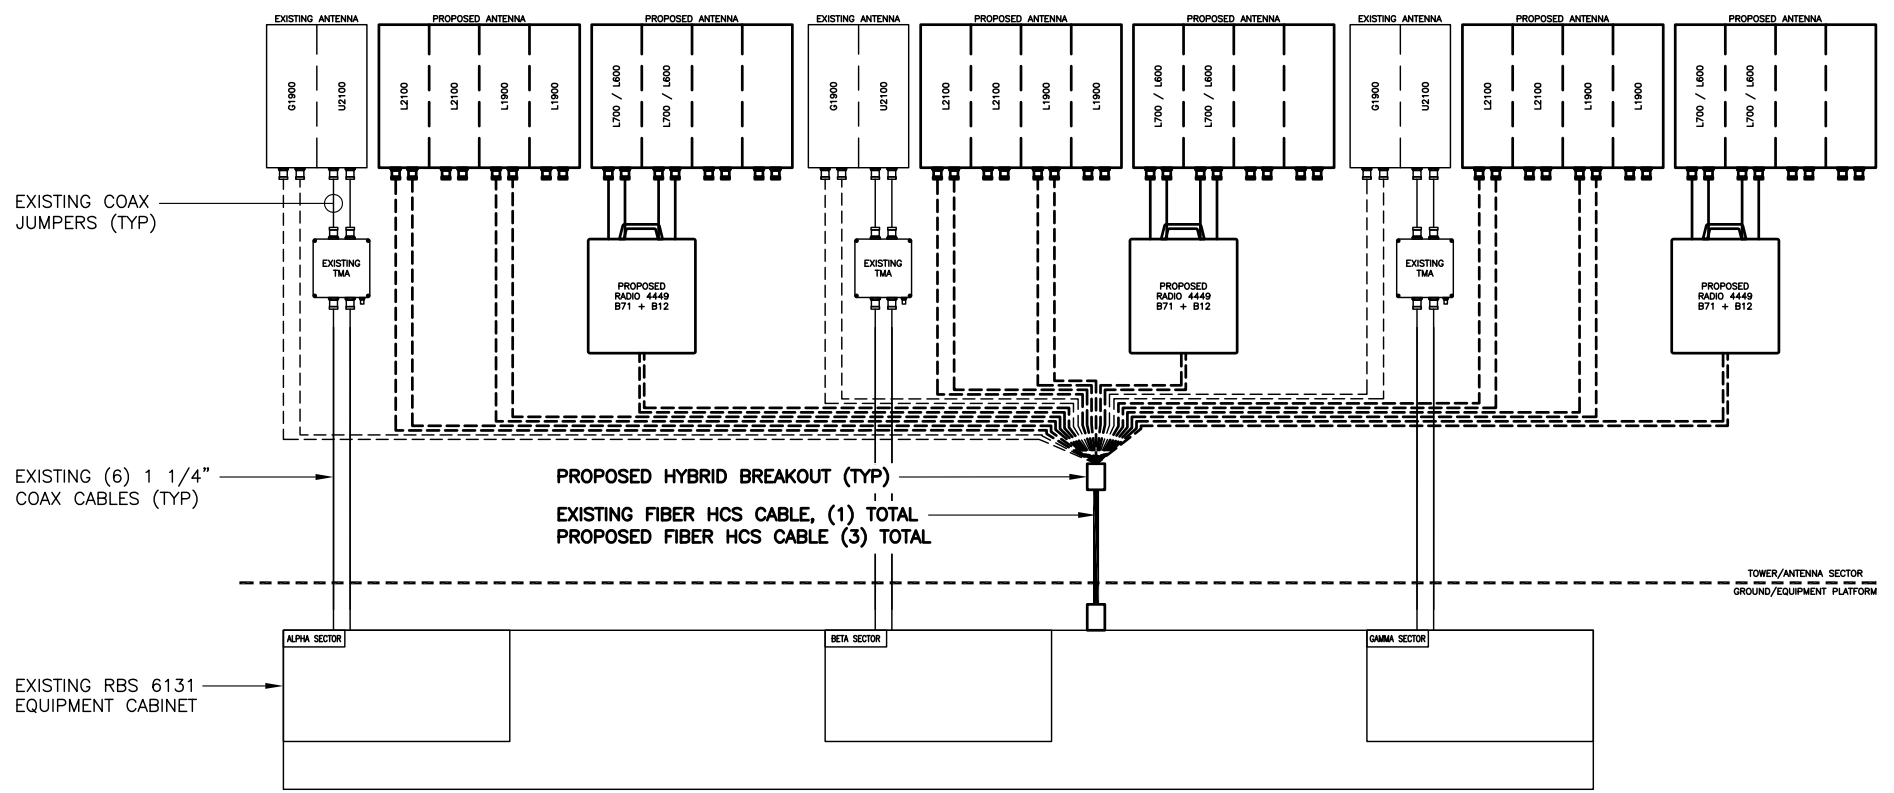 EXISTING ANTENNA
PROPOSED ANTENNA
PROPOSED ANTENNA
EXISTING ANTENNA
PROPOSED ANTENNA
PROPOSED ANTENNA
EXISTING ANTENNA
PROPOSED ANTENNA
PROPOSED ANTENNA
G1900
U2100
L2100
L2100
L1900
L1900
L700 / L600
L700 / L600
G1900
U2100
L2100
L2100
L1900
L1900
L700 / L600
L700 / L600
G1900
U2100
L2100
L2100
L1900
L1900
L700 / L600
L700 / L600
EXISTING COAX
JUMPERS (TYP)
EXISTING
TMA
PROPOSED
RADIO 4449
B71 + B12
EXISTING
TMA
PROPOSED
RADIO 4449
B71 + B12
EXISTING
TMA
PROPOSED
RADIO 4449
B71 + B12
EXISTING (6) 1 1/4"
COAX CABLES (TYP)
PROPOSED HYBRID BREAKOUT (TYP)
EXISTING FIBER HCS CABLE, (1) TOTAL
PROPOSED FIBER HCS CABLE (3) TOTAL
TOWER/ANTENNA SECTOR
GROUND/EQUIPMENT PLATFORM
ALPHA SECTOR
BETA SECTOR
GAMMA SECTOR
EXISTING RBS 6131
EQUIPMENT CABINET